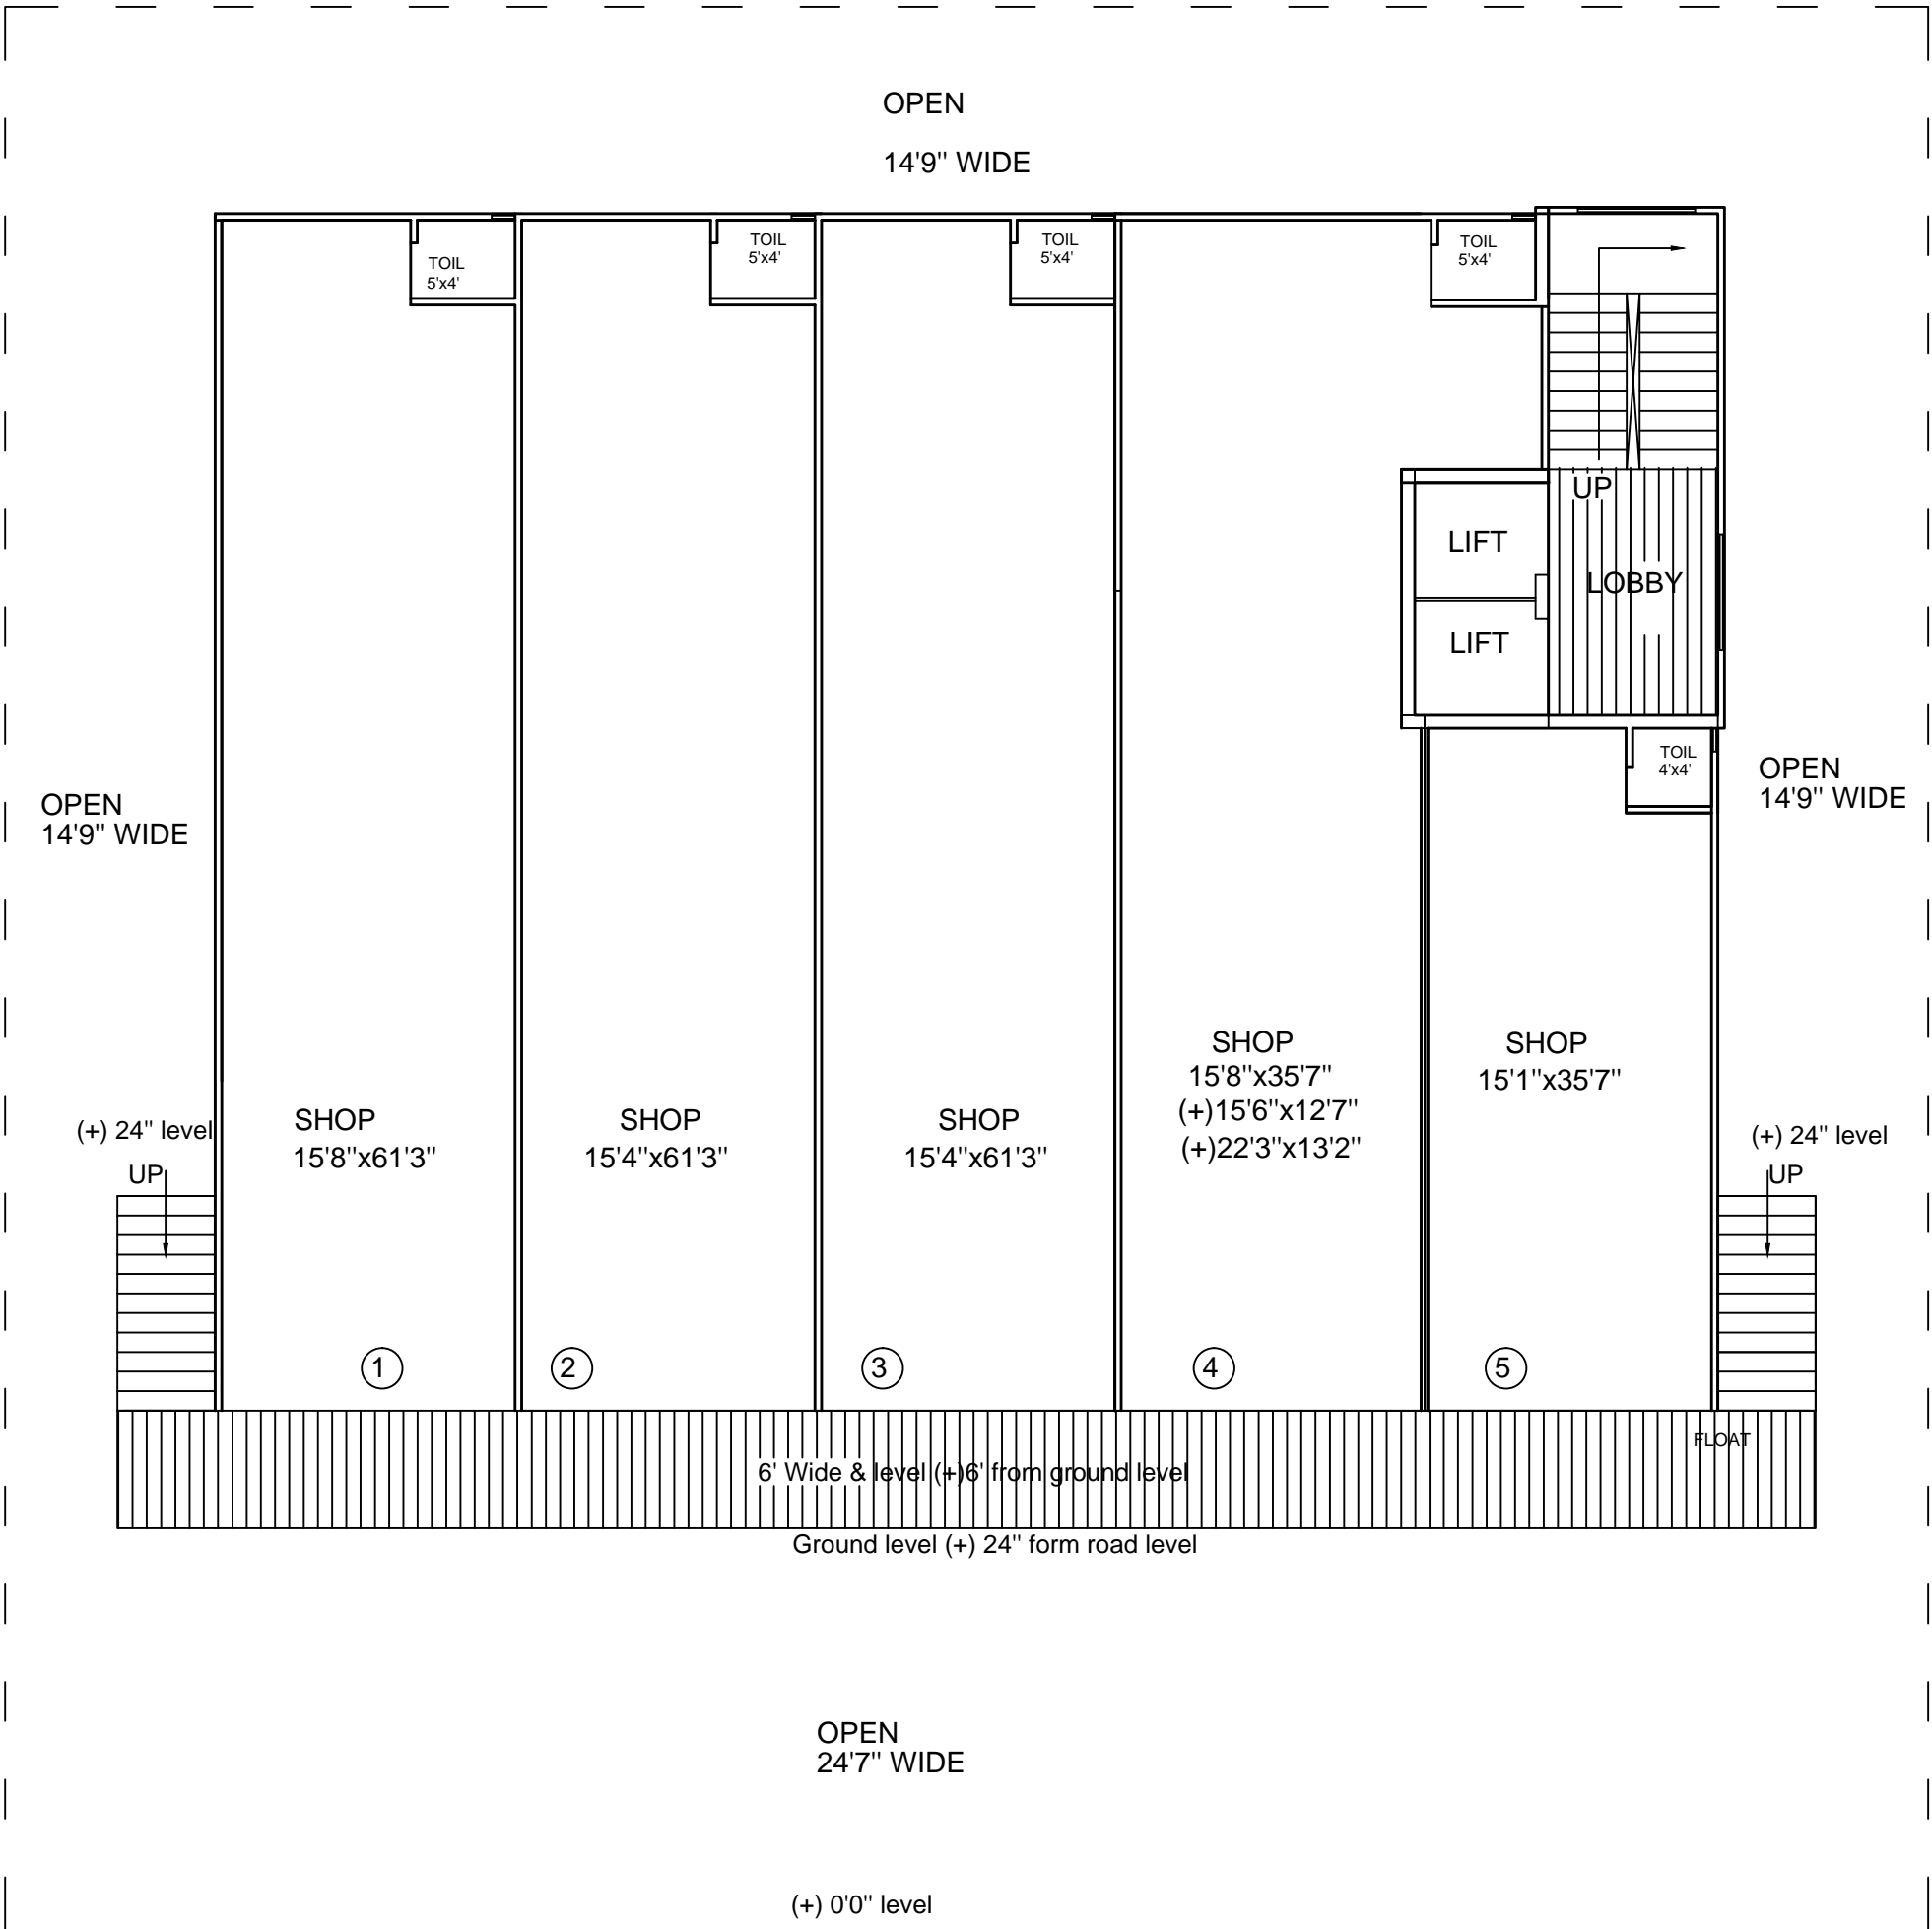 OPEN
14'9" WIDE
TOIL
5'x4'
TOIL
5'x4'
TOIL
5'x4'
TOIL
5'x4'
UP
LIFT
LOBBY
LIFT
TOIL
4'x4'
OPEN
14'9" WIDE
OPEN
14'9" WIDE
SHOP
15'8"x61'3"
SHOP
15'4"x61'3"
SHOP
15'4"x61'3"
SHOP
15'8"x35'7"
(+)15'6"x12'7"
(+)22'3"x13'2"
SHOP
15'1"x35'7"
(+) 24" level
UP
(+) 24" level
UP
1
2
3
4
5
FLOAT
6' Wide & level (+)6' from ground level
Ground level (+) 24" form road level
OPEN
24'7" WIDE
(+) 0'0" level